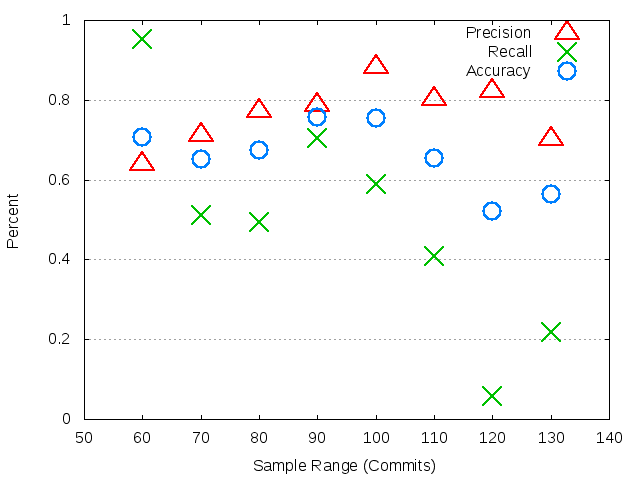 Precision
Recall
Accuracy
1
0.8
0.6
0.4
0.2
0
50 60 70 80 90 100 110 120 130 140
Percent
Sample Range (Commits)